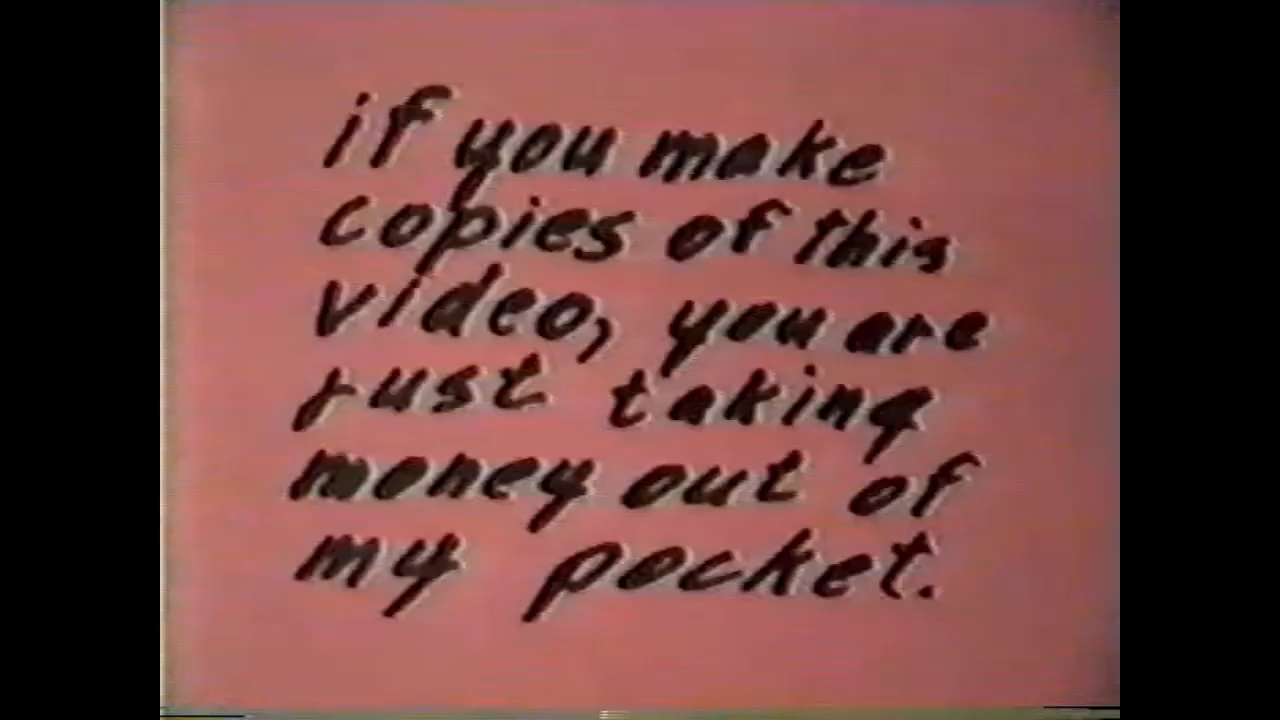 if you make
copies of this
video, you are
just taking
money out of
my pocket.